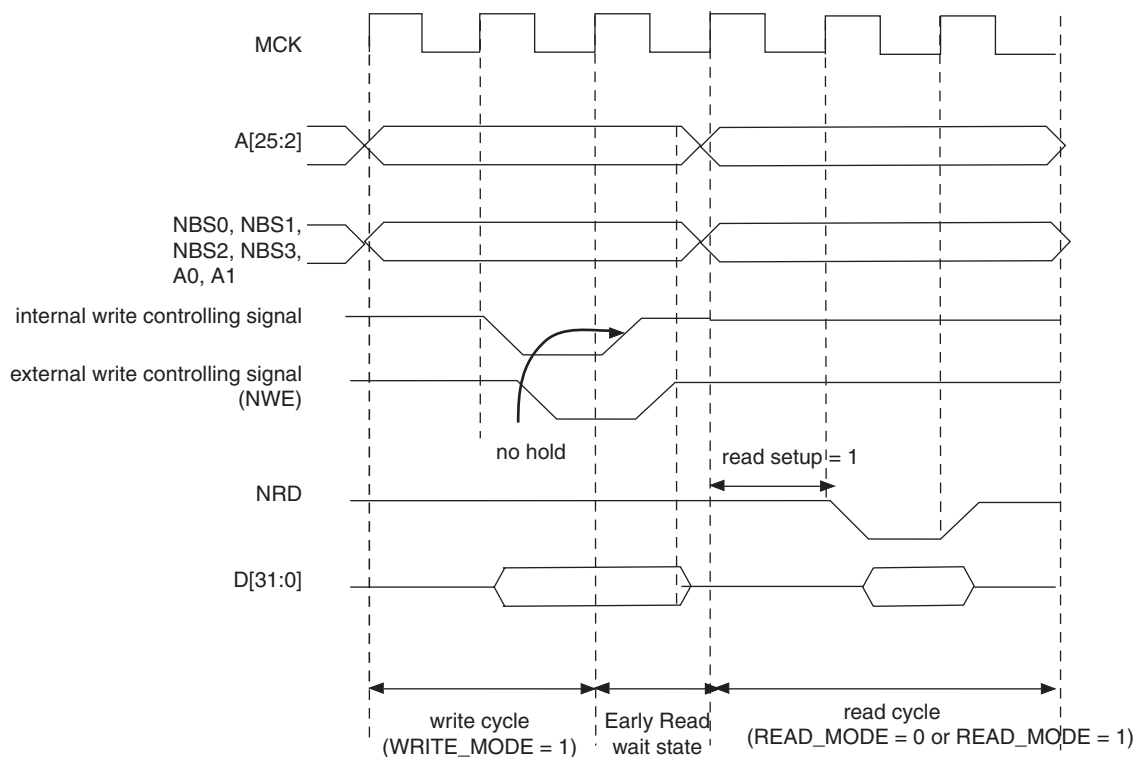 MCK
A[25:2]
NBS0, NBS1,
NBS2, NBS3,
A0, A1
internal write controlling signal
external write controlling signal
(NWE)
no hold
read setup = 1
NRD
D[31:0]
write cycle
(WRITE_MODE = 1)
Early Read
wait state
read cycle
(READ_MODE = 0 or READ_MODE = 1)